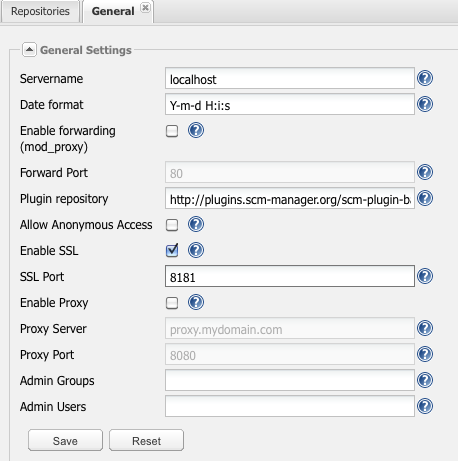 Repositories General
General Settings
Servername localhost
Date format Y-m-d H:i:s
Enable forwarding
(mod_proxy)
Forward Port 80
Plugin repository http://plugins.scm-manager.org/scm-plugin-ba
Allow Anonymous Access
Enable SSL
SSL Port 8181
Enable Proxy
Proxy Server proxy.mydomain.com
Proxy Port 8080
Admin Groups
Admin Users
Save Reset